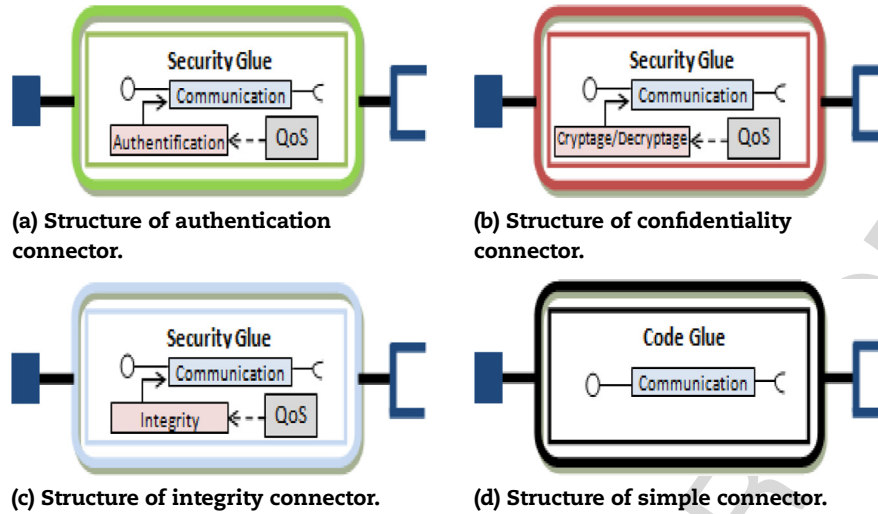 Security Glue
Communication
Authentification
QoS
(a) Structure of authentication
connector.
Security Glue
Communication
Cryptage/Decryptage
QoS
(b) Structure of confidentiality
connector.
Security Glue
Communication
Integrity
QoS
(c) Structure of integrity connector.
Code Glue
Communication
(d) Structure of simple connector.